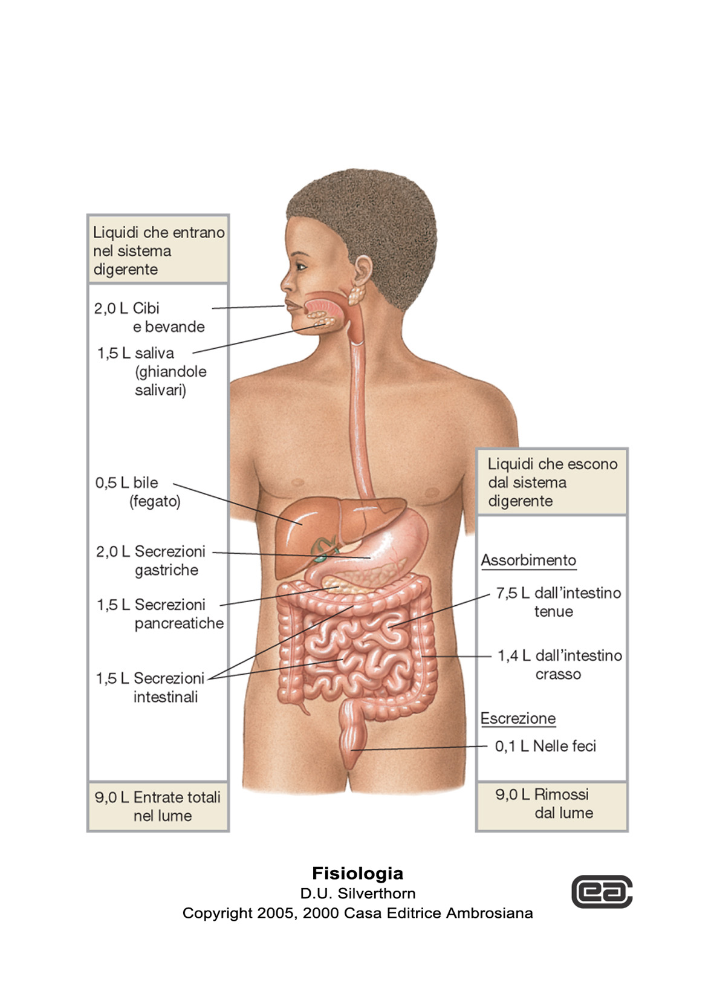 Liquidi che entrano
nel sistema
digerente
2,0 L Cibi
e bevande
1,5 L saliva
(ghiandole
salivari)
0,5 L bile
(fegato)
2,0 L Secrezioni
gastriche
1,5 L Secrezioni
pancreatiche
1,5 L Secrezioni
intestinali
9,0 L Entrate totali
nel lume
Liquidi che escono
dal sistema
digerente
Assorbimento
7,5 L dall'intestino
tenue
1,4 L dall'intestino
crasso
Escrezione
0,1 L Nelle feci
9,0 L Rimossi
dal lume
Fisiologia
D.U. Silverthorn
Copyright 2005, 2000 Casa Editrice Ambrosiana
cea